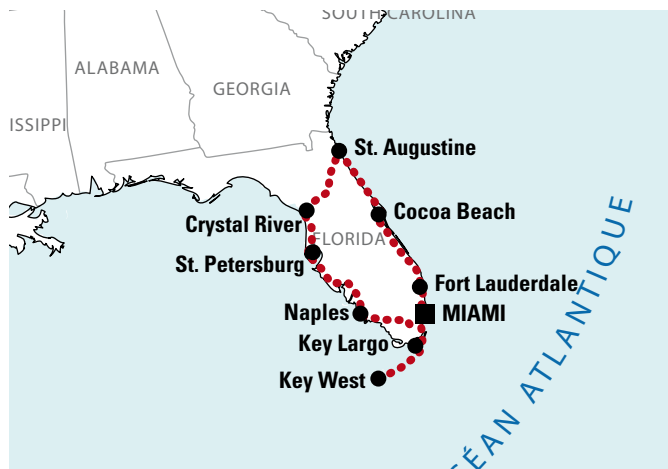 SOUTH CAROLINA
ALABAMA
GEORGIA
ISSIPPI
St. Augustine
Crystal River
Cocoa Beach
FLORIDA
St. Petersburg
Fort Lauderdale
Naples
MIAMI
Key Largo
Key West
CÉAN ATLANTIQUE